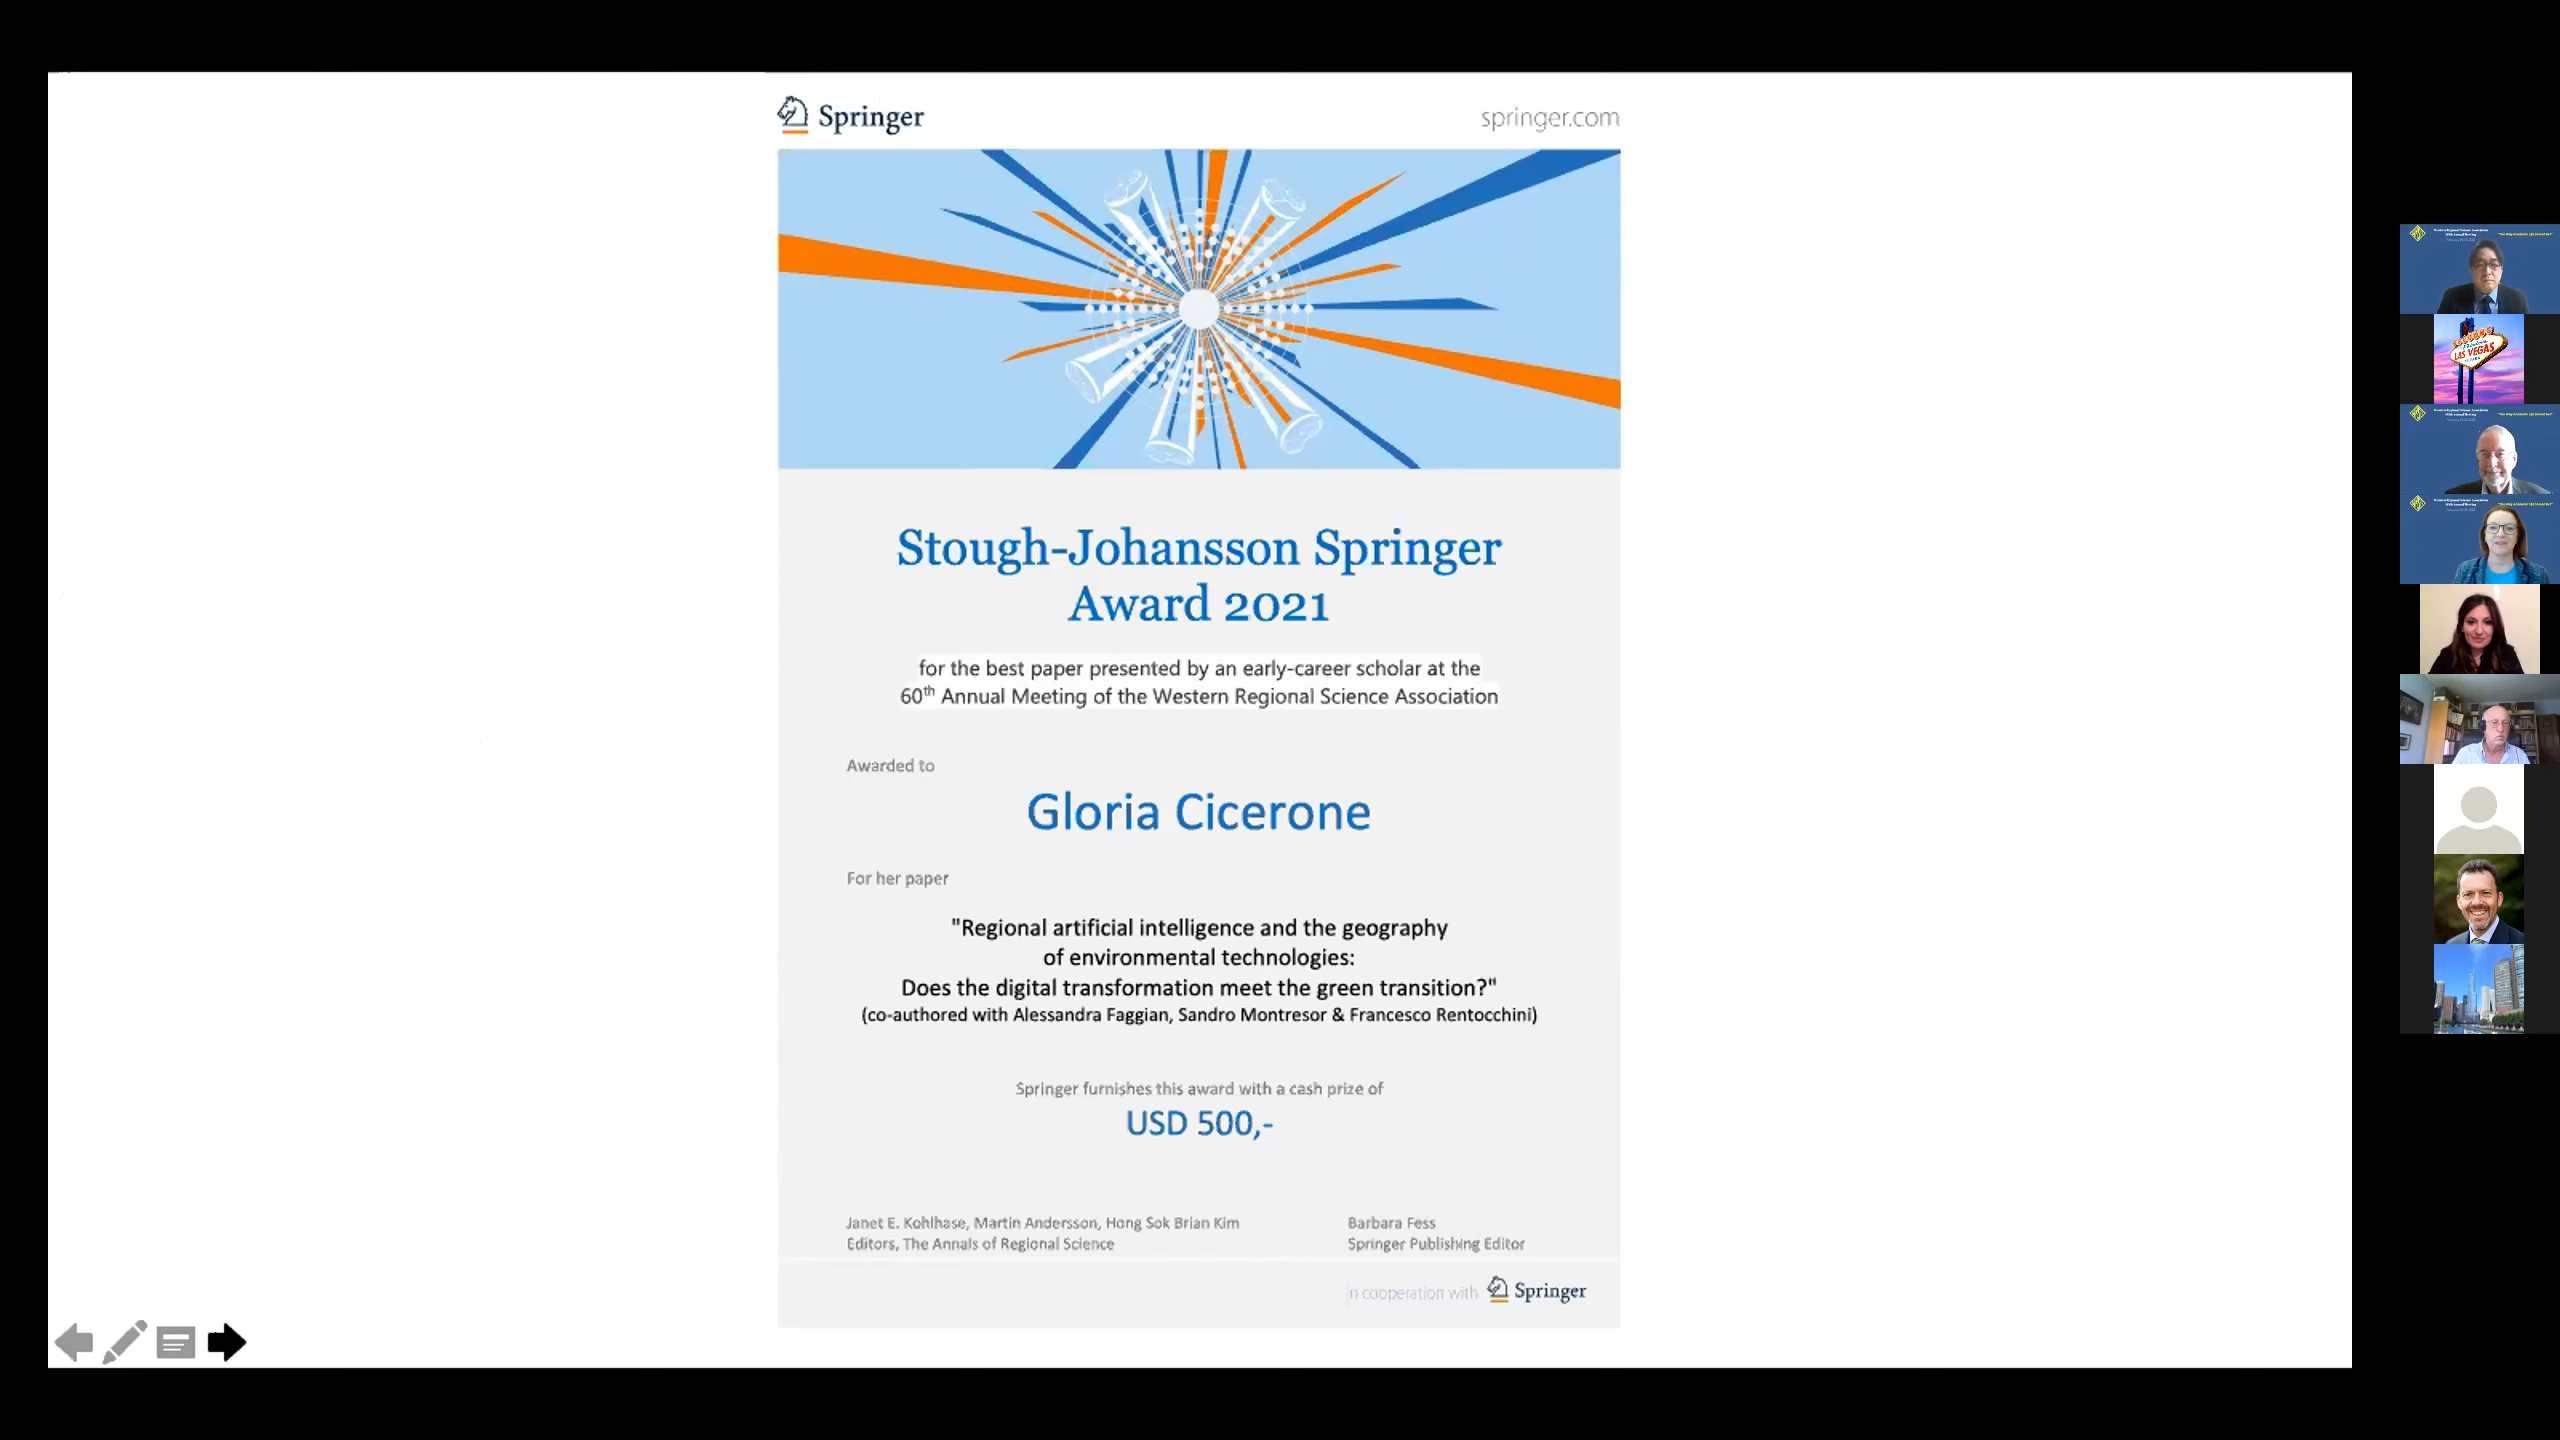 Springer
springer.com
Stough-Johansson Springer
Award 2021
for the best paper presented by an early-career scholar at the
60th Annual Meeting of the Western Regional Science Association
Awarded to
Gloria Cicerone
For her paper
"Regional artificial intelligence and the geography
of environmental technologies:
Does the digital transformation meet the green transition?"
(co-authored with Alessandra Faggian, Sandro Montresor & Francesco Rentocchini)
Springer furnishes this award with a cash prize of
USD 500,-
Janet E. Kohlhase, Martin Andersson, Hong Sok Brian Kim
Editors, The Annals of Regional Science
Barbara Fess
Springer Publishing Editor
n cooperation with Springer
LAS VEGAS